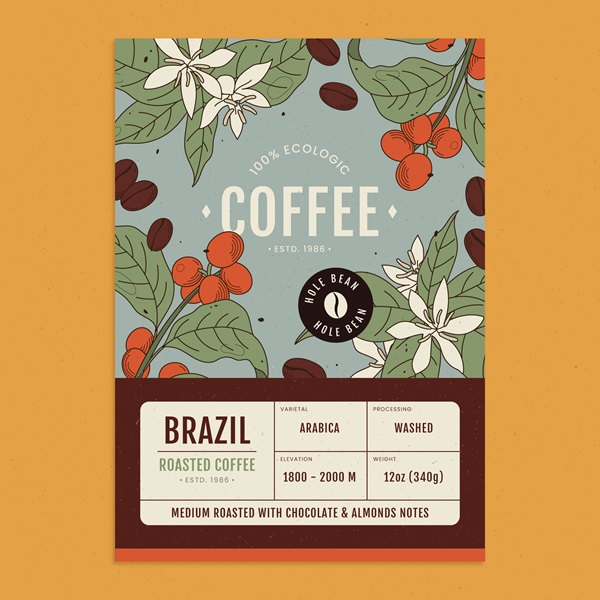 100% ECOLOGIC
COFFEE
• ESTD. 1986 •
HOLE BEAN
HOLE BEAN
BRAZIL
ROASTED COFFEE
• ESTD. 1986 •
VARIETAL
ARABICA
PROCESSING
WASHED
ELEVATION
1800 - 2000 M
WEIGHT
12oz (340g)
MEDIUM ROASTED WITH CHOCOLATE & ALMONDS NOTES